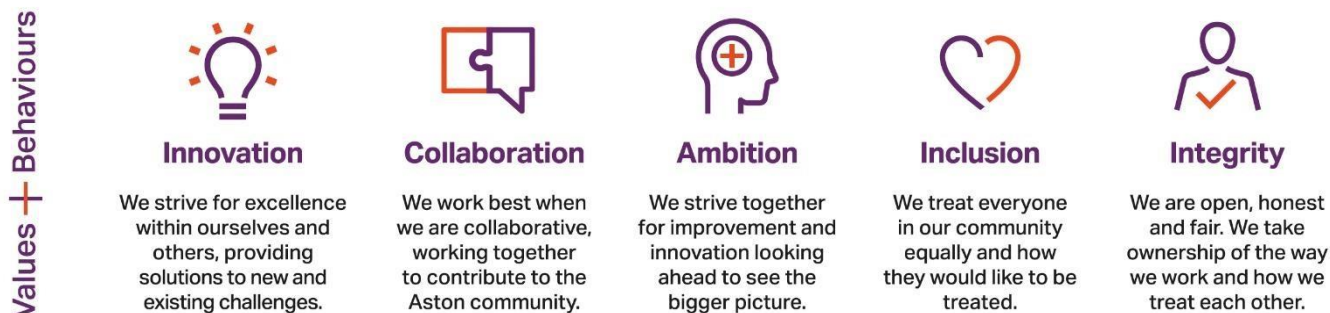 Values + Behaviours
Innovation
We strive for excellence
within ourselves and
others, providing
solutions to new and
existing challenges.
Collaboration
We work best when
we are collaborative,
working together
to contribute to the
Aston community.
Ambition
We strive together
for improvement and
innovation looking
ahead to see the
bigger picture.
Inclusion
We treat everyone
in our community
equally and how
they would like to be
treated.
Integrity
We are open, honest
and fair. We take
ownership of the way
we work and how we
treat each other.